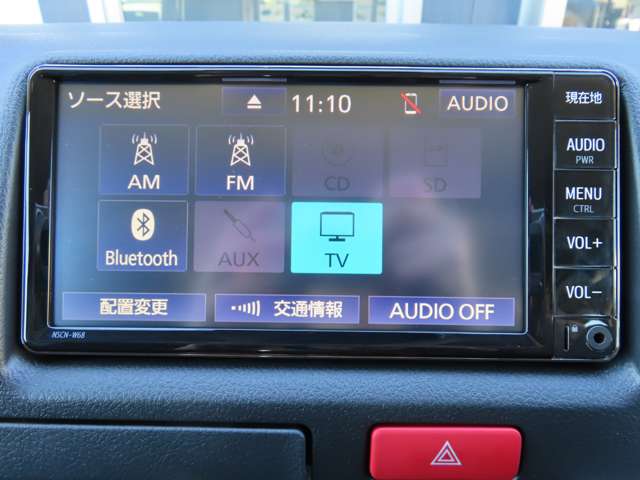 ソース選択
11:10
AUDIO
AM
FM
CD
SD
Bluetooth
AUX
TV
配置変更
交通情報
AUDIO OFF
NSCN-W68
現在地
AUDIO
PWR
MENU
CTRL
VOL+
VOL−